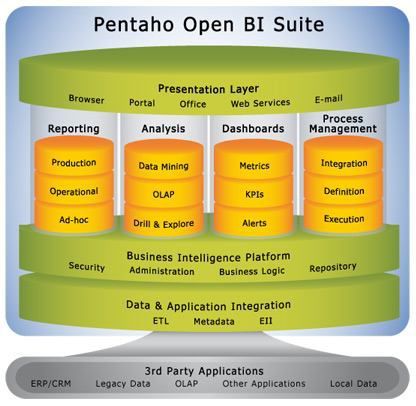 Pentaho Open BI Suite
Presentation Layer
Browser Portal Office Web Services E-mail
Reporting
Production
Operational
Ad-hoc
Analysis
Data Mining
OLAP
Drill & Explore
Dashboards
Metrics
KPIs
Alerts
Process
Management
Integration
Definition
Execution
Business Intelligence Platform
Security Administration Business Logic Repository
Data & Application Integration
ETL Metadata EII
3rd Party Applications
ERP/CRM Legacy Data OLAP Other Applications Local Data